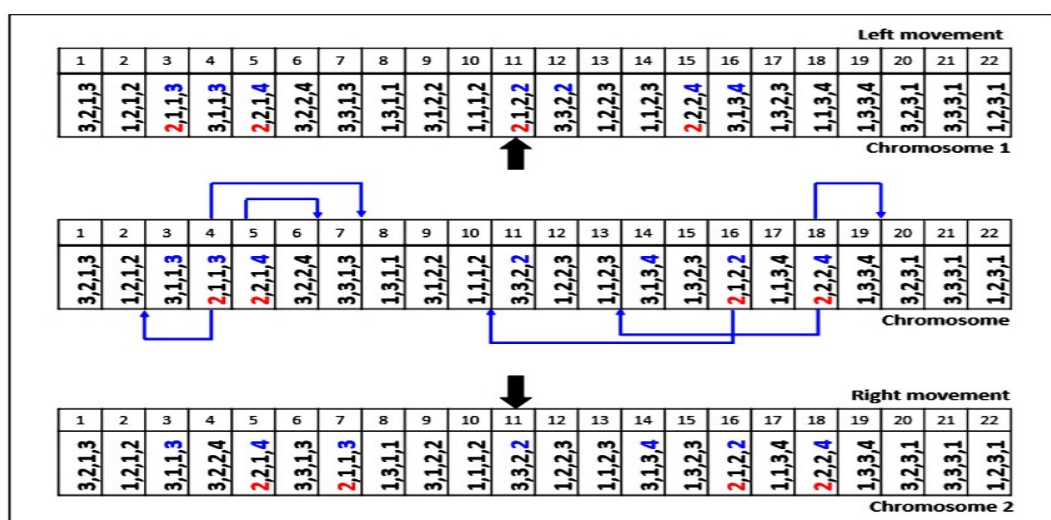 Left movement
1 2 3 4 5 6 7 8 9 10 11 12 13 14 15 16 17 18 19 20 21 22
3,2,1,3 1,2,1,2 2,1,1,3 3,1,1,3 2,2,1,4 3,2,2,4 3,3,1,3 1,3,1,1 3,1,2,2 1,1,1,2 2,1,2,2 3,3,2,2 1,2,2,3 1,1,2,3 2,2,2,4 3,1,3,4 1,3,2,3 1,1,3,4 1,3,3,4 3,2,3,1 3,3,3,1 1,2,3,1
Chromosome 1
1 2 3 4 5 6 7 8 9 10 11 12 13 14 15 16 17 18 19 20 21 22
3,2,1,3 1,2,1,2 3,1,1,3 2,1,1,3 2,2,1,4 3,2,2,4 3,3,1,3 1,3,1,1 3,1,2,2 1,1,1,2 3,3,2,2 1,2,2,3 1,1,2,3 3,1,3,4 1,3,2,3 2,1,2,2 1,1,3,4 2,2,2,4 1,3,3,4 3,2,3,1 3,3,3,1 1,2,3,1
Chromosome
Right movement
1 2 3 4 5 6 7 8 9 10 11 12 13 14 15 16 17 18 19 20 21 22
3,2,1,3 1,2,1,2 3,1,1,3 3,2,2,4 2,2,1,4 3,3,1,3 2,1,1,3 1,3,1,1 3,1,2,2 1,1,1,2 3,3,2,2 1,2,2,3 1,1,2,3 3,1,3,4 1,3,2,3 2,1,2,2 1,1,3,4 2,2,2,4 1,3,3,4 3,2,3,1 3,3,3,1 1,2,3,1
Chromosome 2